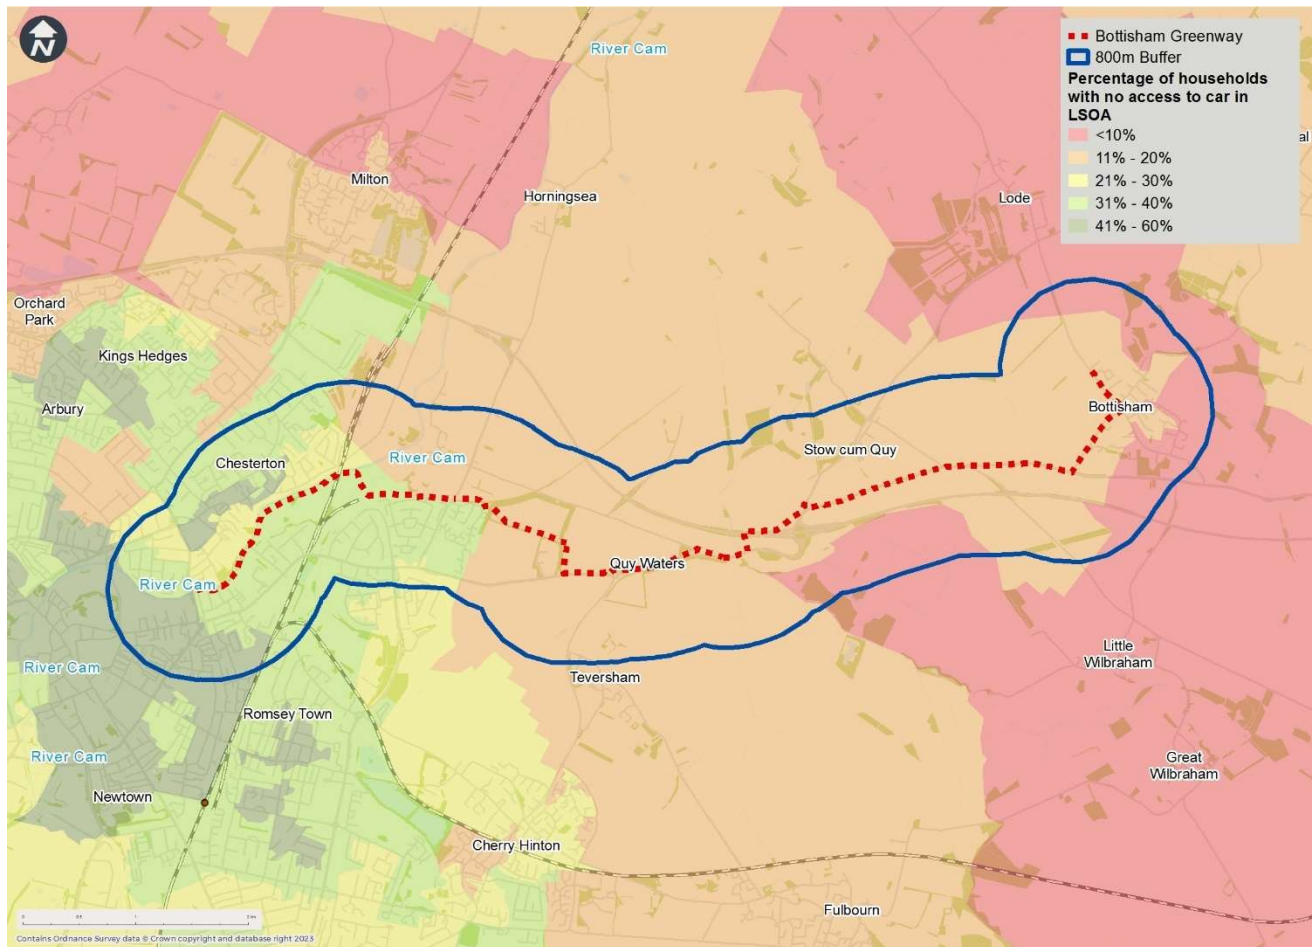 N
River Cam
Bottisham Greenway
800m Buffer
Percentage of households
with no access to car in
LSOA
<10%
11% - 20%
21% - 30%
31% - 40%
41% - 60%
al
Milton
Horningsea
Lode
Orchard
Park
Kings Hedges
Arbury
Bottisham
Chesterton
River Cam
Stow cum Quy
Quy Waters
River Cam
River Cam
Little
Wilbraham
Teversham
Romsey Town
River Cam
Great
Wilbraham
Newtown
Cherry Hinton
Fulbourn
Contains Ordnance Survey data © Crown copyright and database right 2023